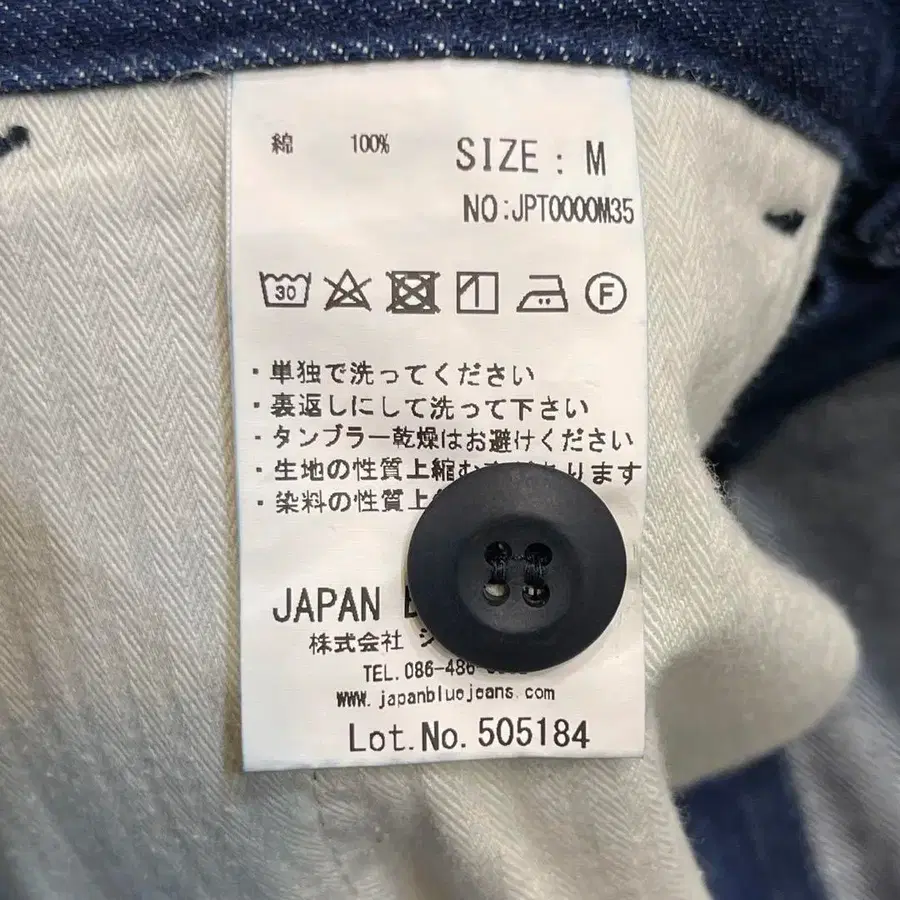 綿 100%
SIZE : M
NO:JPT0000M35
30 F
・単独で洗ってください
・裏返しにして洗って下さい
・タンブラー乾燥はお避けください
・生地の性質上縮む ります
・染料の性質上
JAPAN
株式会社
TEL. 086-486-
www.japanbluejeans.com
Lot.No. 505184